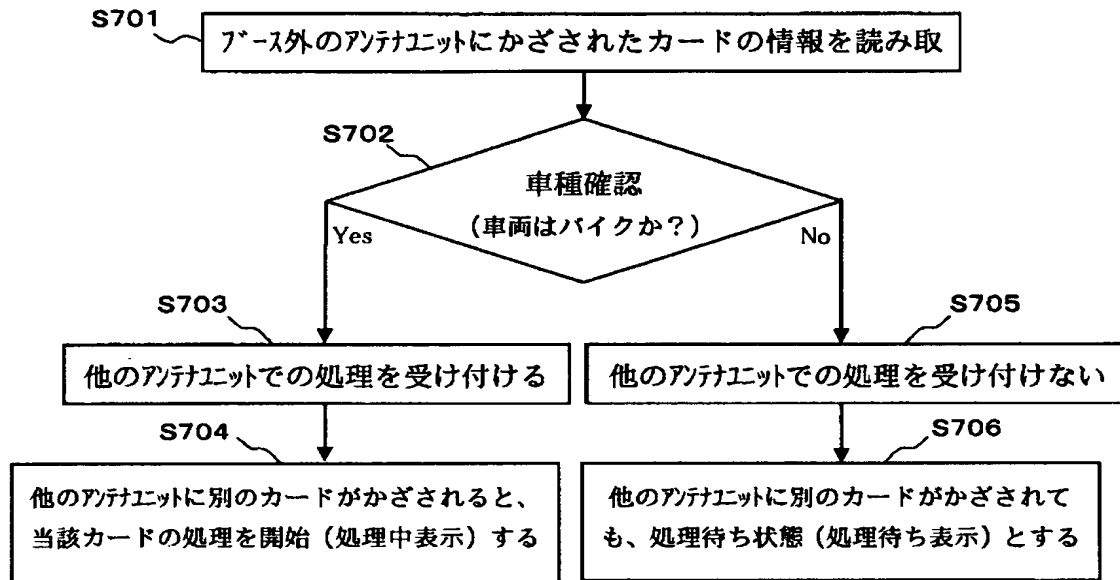 S701
ブース外のアンテナユニットにかざされたカードの情報を読み取
S702
車種確認
(車両はバイクか?)
Yes
No
S703
S705
他のアンテナユニットでの処理を受け付ける
他のアンテナユニットでの処理を受け付けない
S704
S706
他のアンテナユニットに別のカードがかざされると、
当該カードの処理を開始(処理中表示)する
他のアンテナユニットに別のカードがかざされて
も、処理待ち状態(処理待ち表示)とする